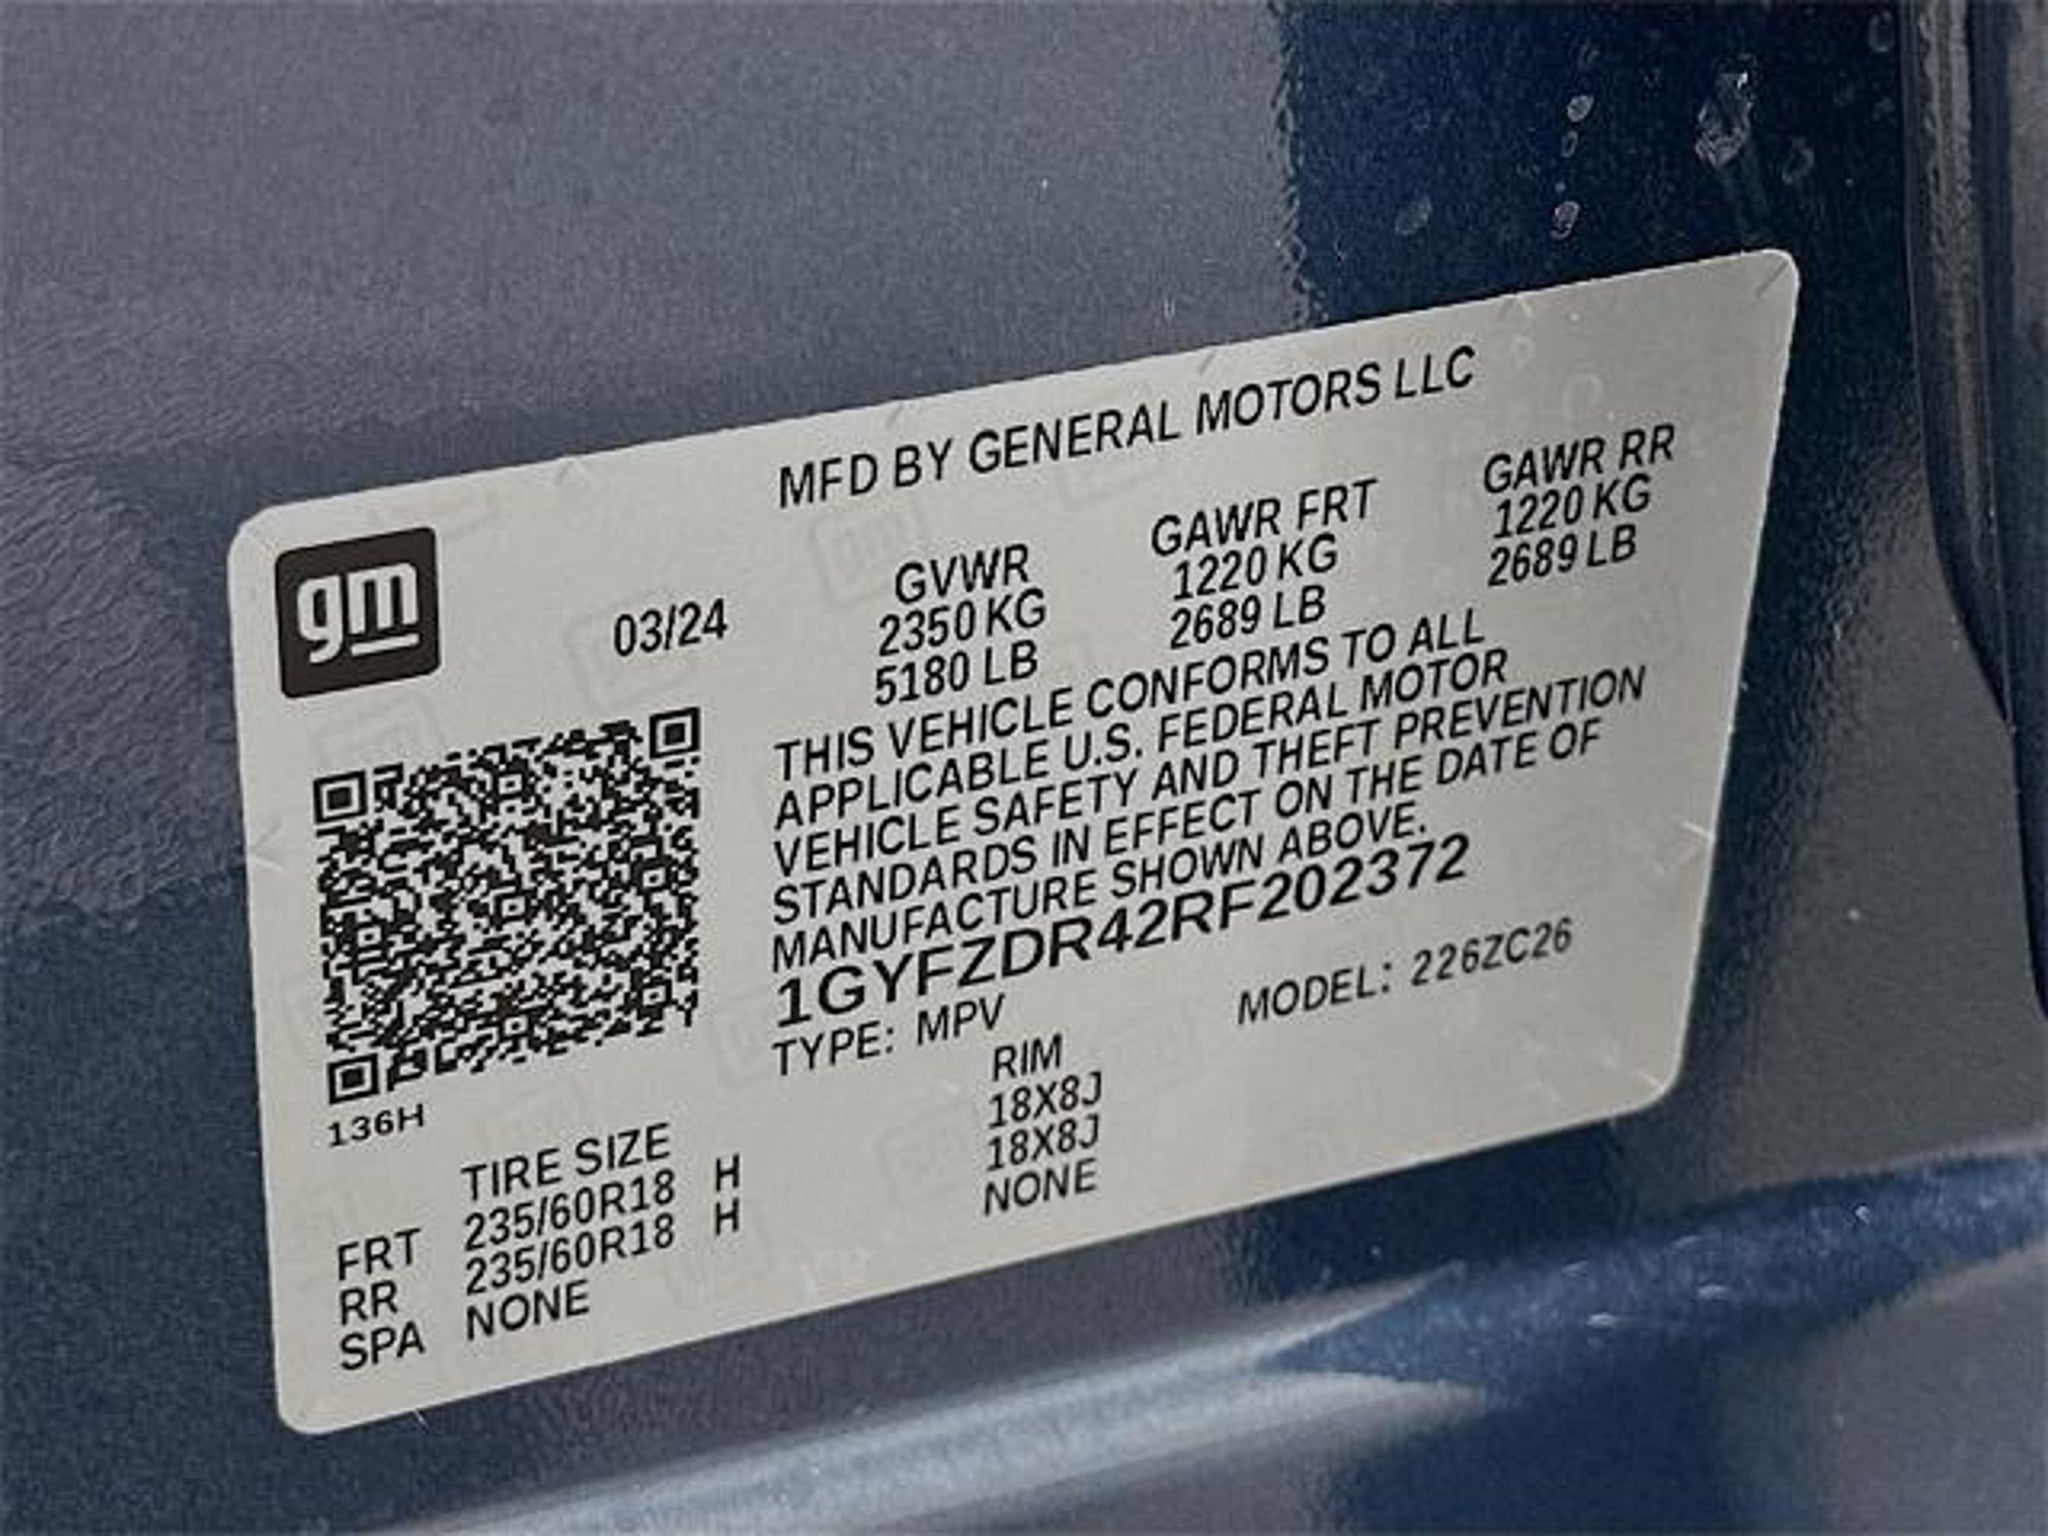 MFD BY GENERAL MOTORS LLC
gm
03/24
GVWR
2350 KG
5180 LB
GAWR FRT
1220 KG
2689 LB
GAWR RR
1220 KG
2689 LB
THIS VEHICLE CONFORMS TO ALL
APPLICABLE U.S. FEDERAL MOTOR
VEHICLE SAFETY AND THEFT PREVENTION
STANDARDS IN EFFECT ON THE DATE OF
MANUFACTURE SHOWN ABOVE.
1GYFZDR42RF202372
TYPE: MPV MODEL: 226ZC26
136H
TIRE SIZE RIM
FRT 235/60R18 H 18X8J
RR 235/60R18 H 18X8J
SPA NONE NONE